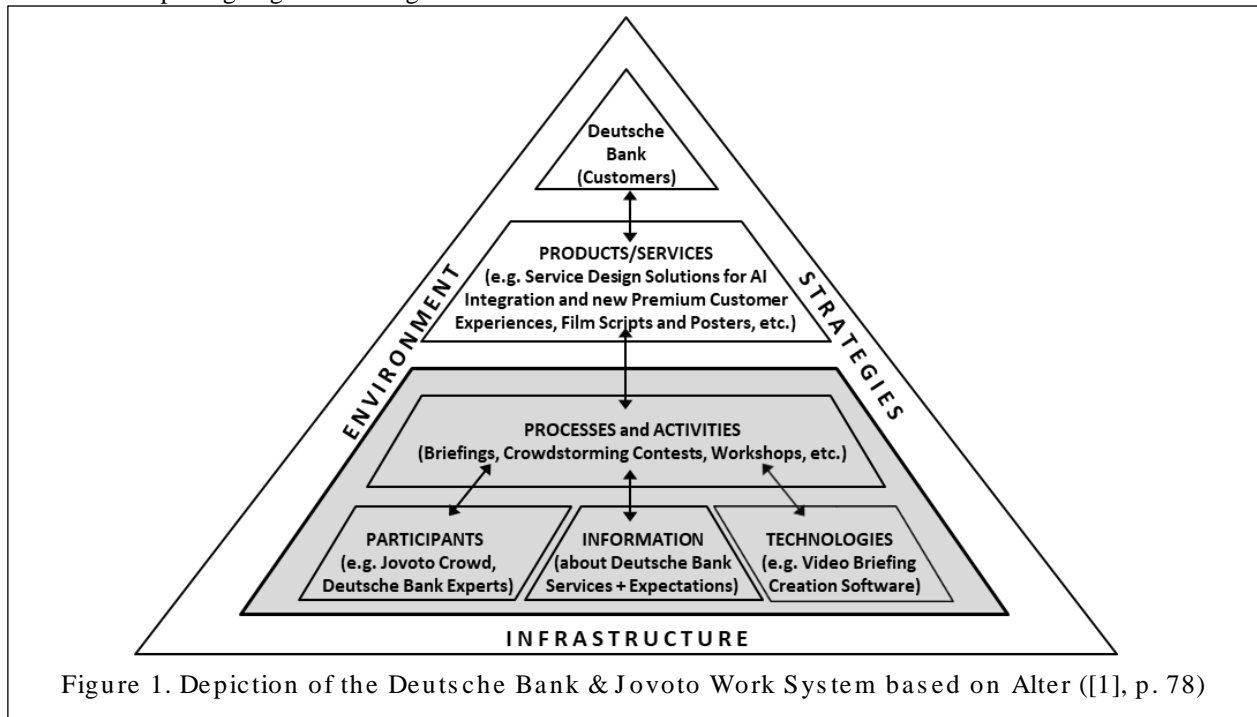 Deutsche
Bank
(Customers)
PRODUCTS/SERVICES
(e.g. Service Design Solutions for AI
Integration and new Premium Customer
Experiences, Film Scripts and Posters, etc.)
ENVIRONMENT
STRATEGIES
PROCESSES and ACTIVITIES
(Briefings, Crowdstorming Contests, Workshops, etc.)
PARTICIPANTS
(e.g. Jovoto Crowd,
Deutsche Bank Experts)
INFORMATION
(about Deutsche Bank
Services + Expectations)
TECHNOLOGIES
(e.g. Video Briefing
Creation Software)
INFRASTRUCTURE
Figure 1. Depiction of the Deutsche Bank & Jovoto Work System based on Alter ([1], p. 78)